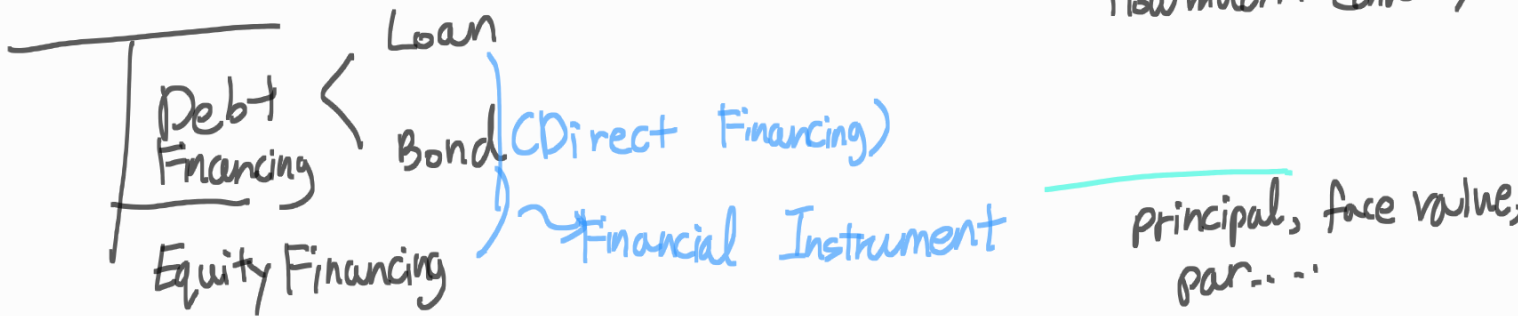 Loan
Debt
Financing
Bond (Direct Financing)
Financial Instrument
Equity Financing
principal, face value,
par....